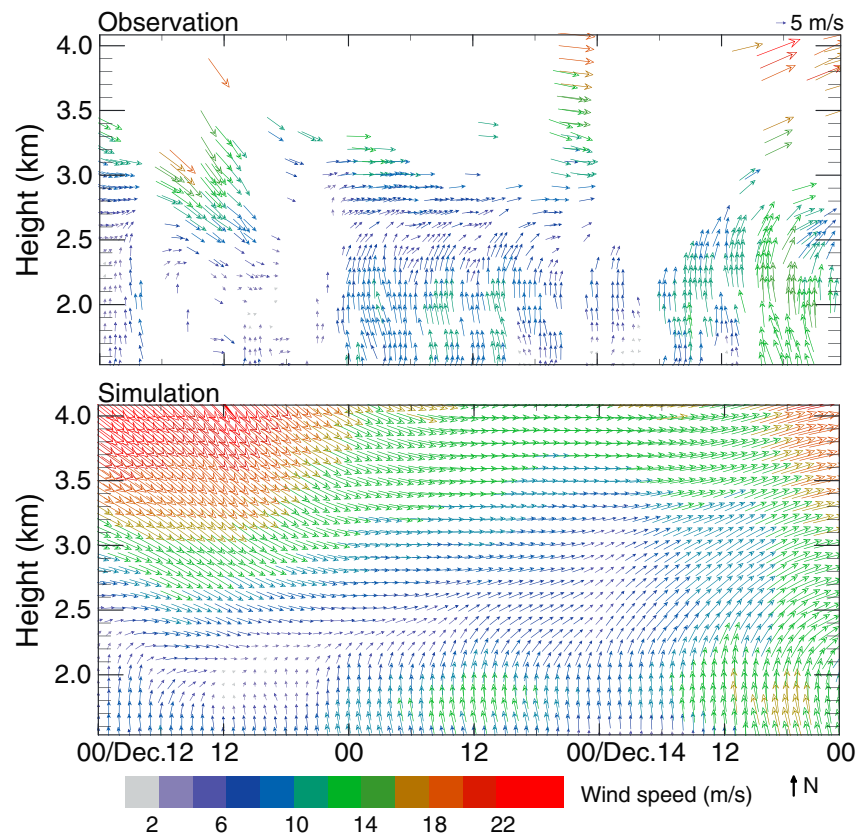 Observation
5 m/s
4.0
3.5
3.0
2.5
2.0
Height (km)
Simulation
4.0
3.5
3.0
2.5
2.0
Height (km)
00/Dec.12 12 00 12 00/Dec.14 12 00
2 6 10 14 18 22
Wind speed (m/s)
N